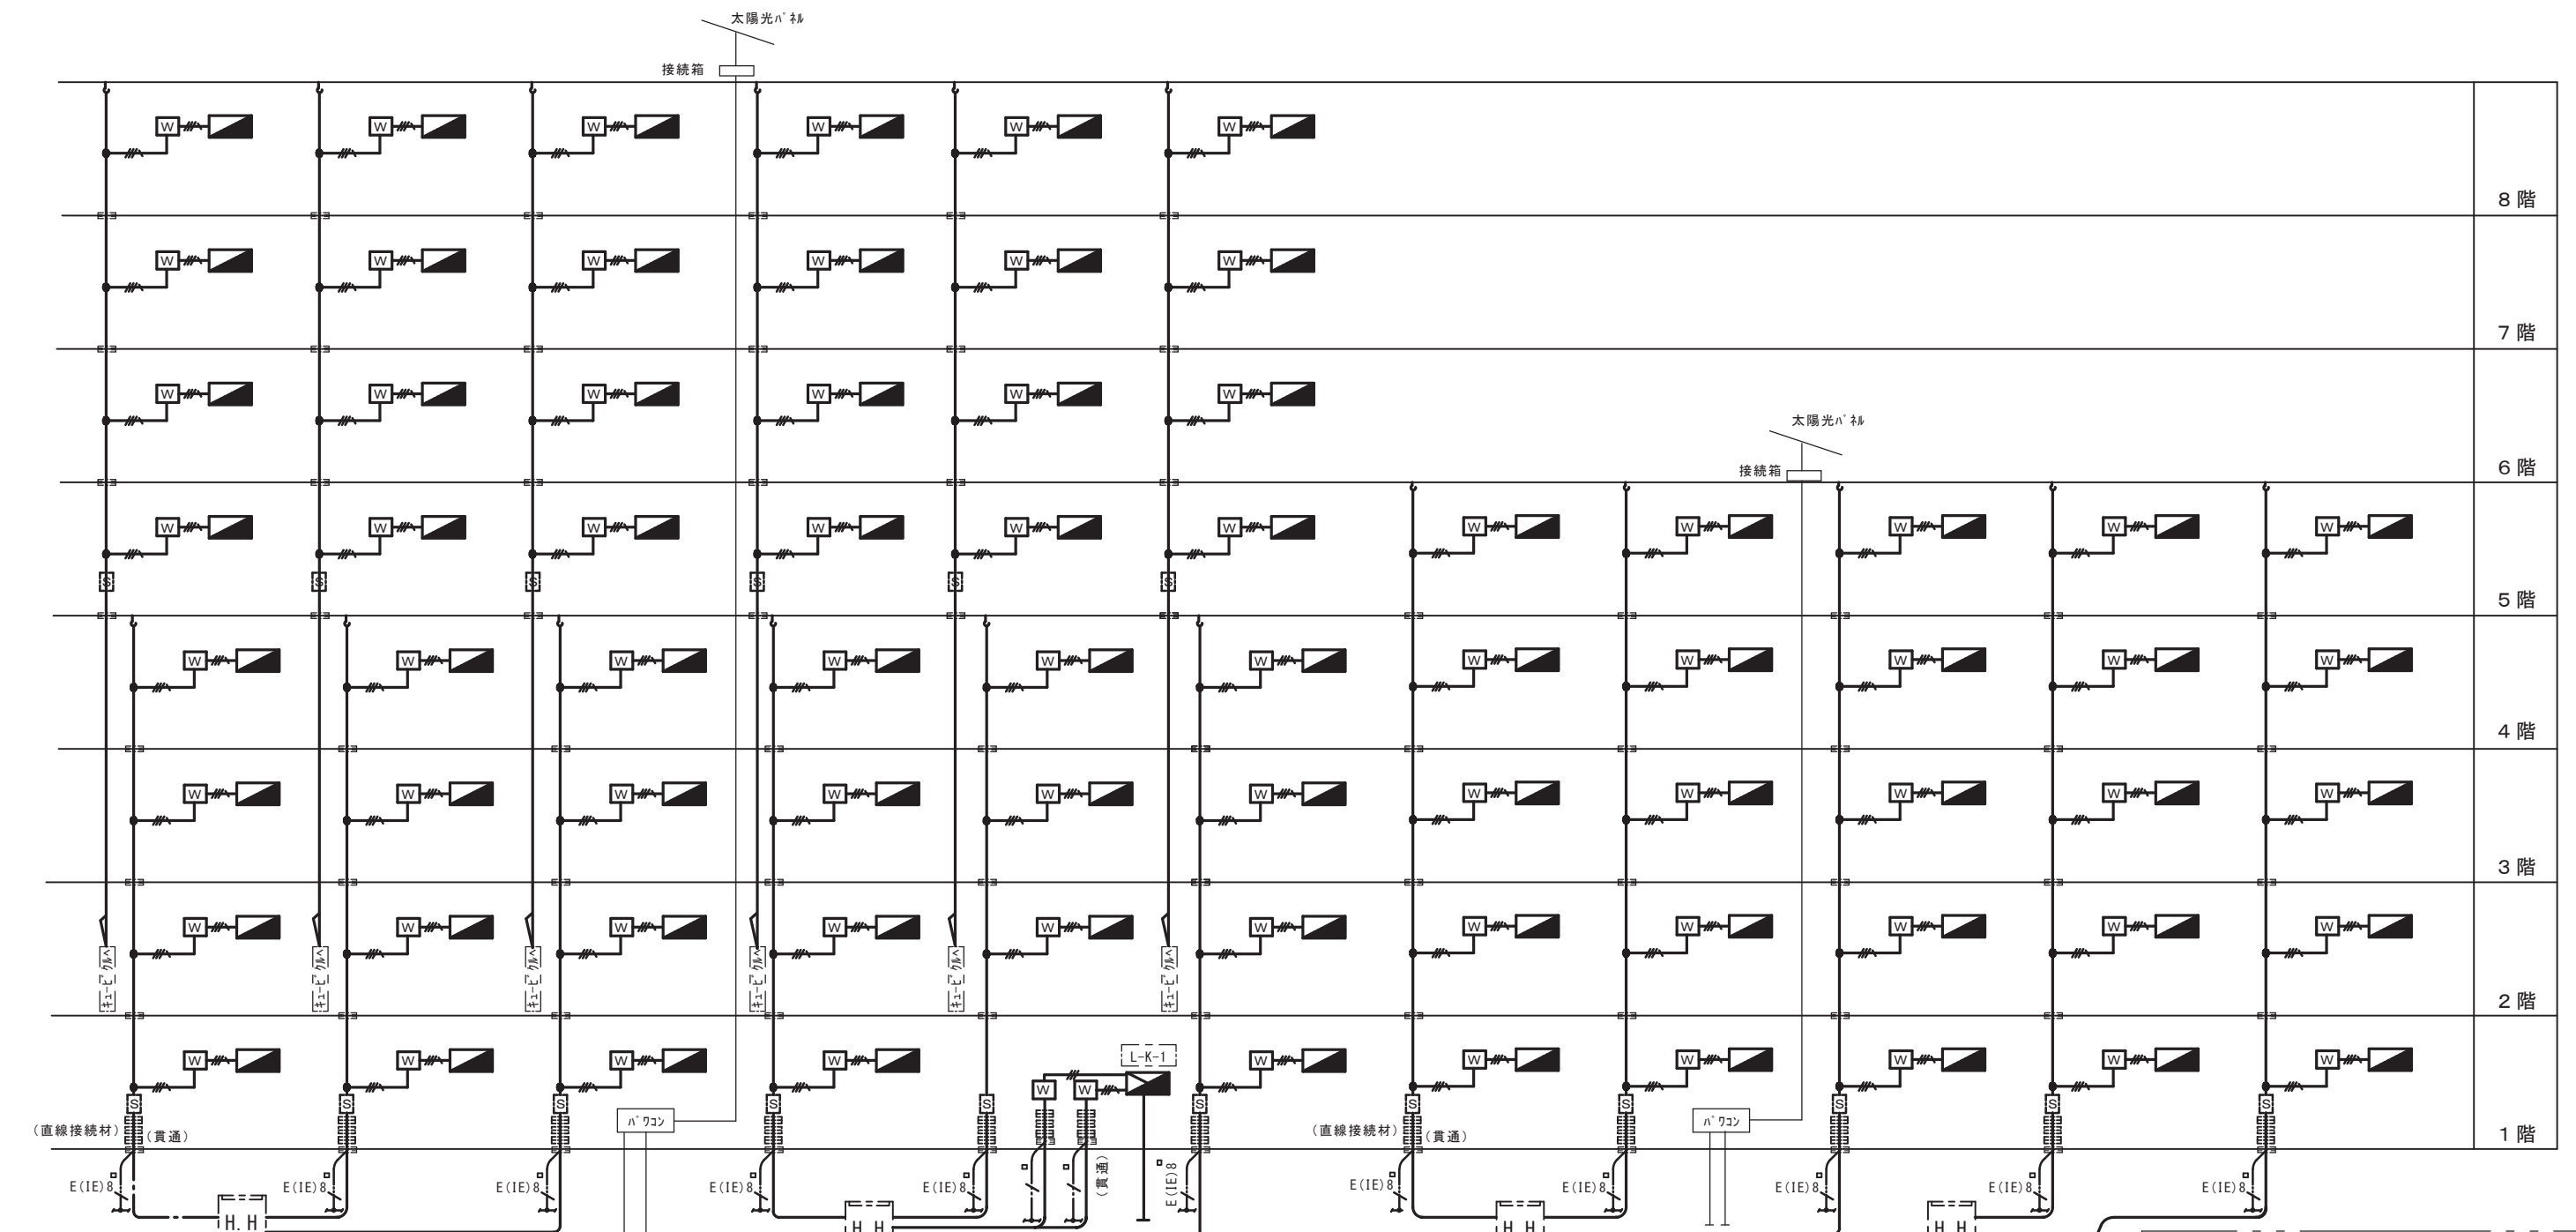 太陽光パネル
接続箱
W W W W W W
8 階
W W W W W W
7 階
W W W W W W
太陽光パネル
接続箱
6 階
W W W W W W W W W W W
S S S S S S
5 階
W W W W W W W W W W W
4 階
W W W W W W W W W W W
3 階
W W W W W W W W W W W
キュービクルへ キュービクルへ キュービクルへ キュービクルへ キュービクルへ キュービクルへ
2 階
L-K-1
W W W W W W W W W W
W W
S S S S S S S S S S S
パワコン パワコン
(直線接続材) (貫通) (直線接続材) (貫通)
1 階
(貫通)
E(IE)8 E(IE)8 E(IE)8 E(IE)8 E(IE)8 E(IE)8 E(IE)8 E(IE)8 E(IE)8 E(IE)8 E(IE)8
H.H H.H H.H H.H